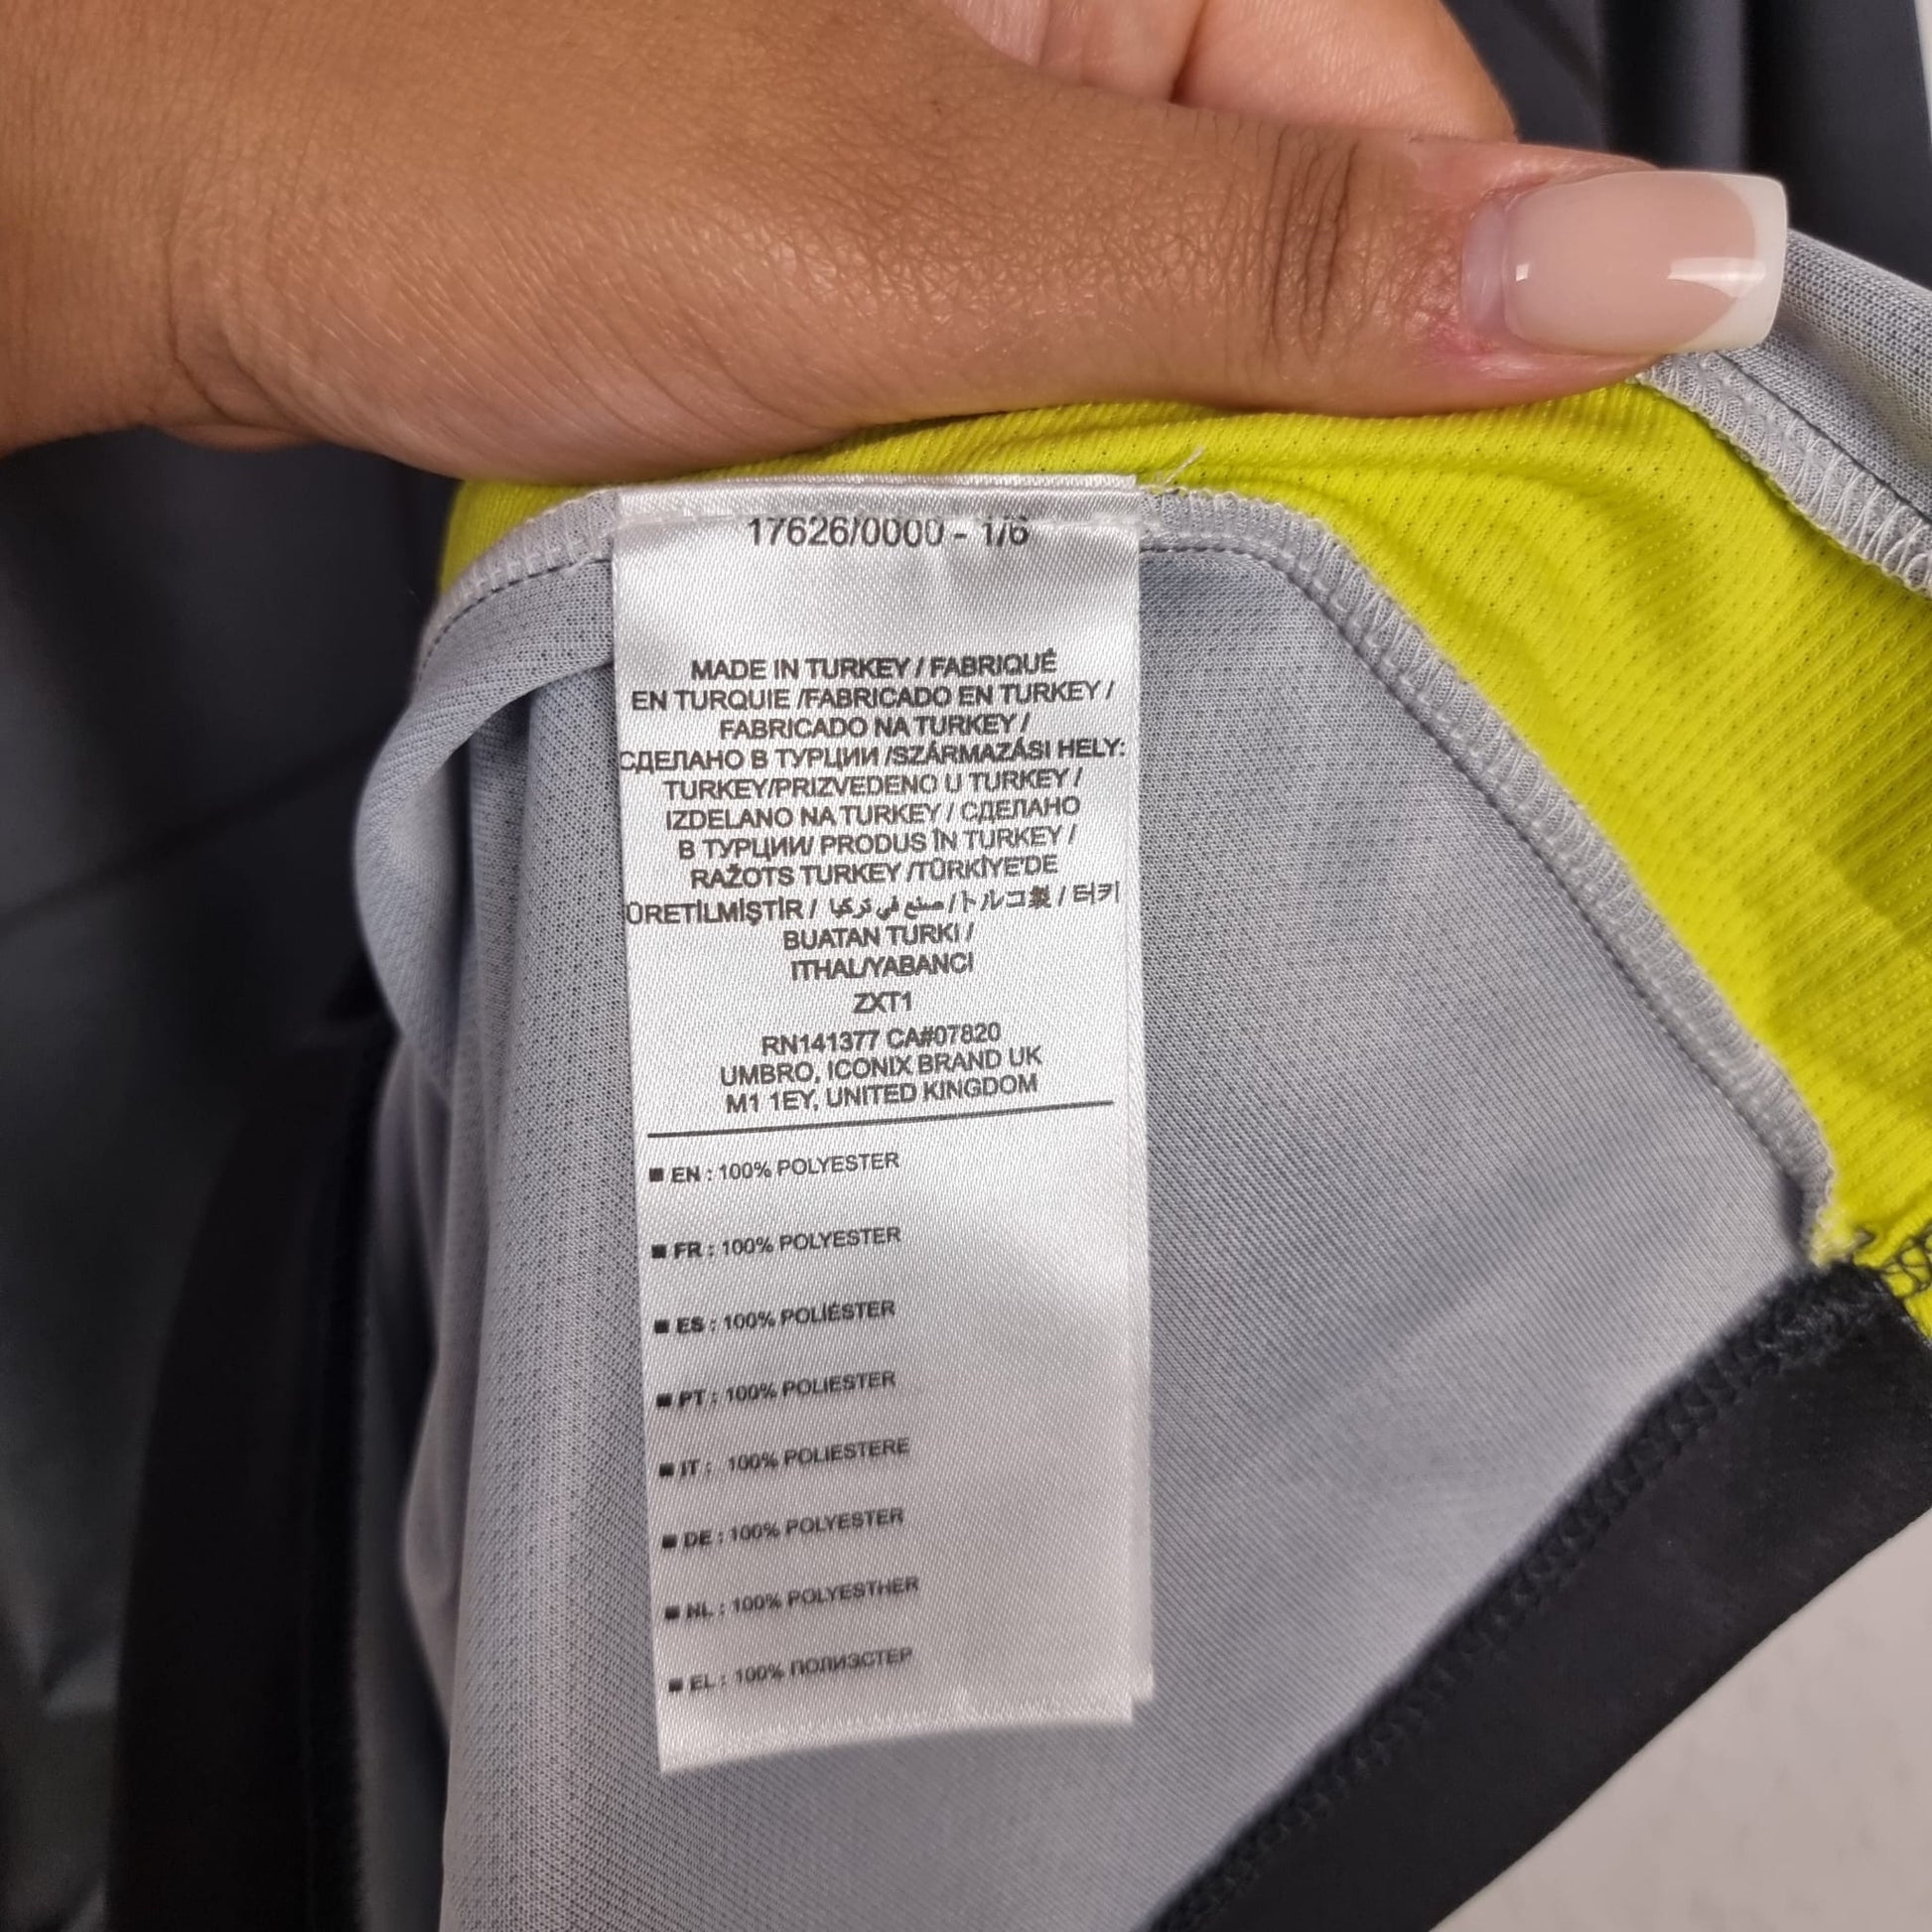 17626/0000 - 1/6
MADE IN TURKEY / FABRIQUÉ
EN TURQUIE /FABRICADO EN TURKEY /
FABRICADO NA TURKEY /
СДЕЛАНО В ТУРЦИИ /SZÁRMAZÁSI HELY:
TURKEY/PRIZVEDENO U TURKEY /
IZDELANO NA TURKEY / СДЕЛАНО
В ТУРЦИИ/ PRODUS ÎN TURKEY /
RAŽOTS TURKEY /TÜRKİYE'DE
ÜRETİLMİŞTİR / صنع في تركيا /トルコ製 / 터키
BUATAN TURKI /
ITHAL/YABANCI
ZXT1
RN141377 CA#07820
UMBRO, ICONIX BRAND UK
M1 1EY, UNITED KINGDOM
■ EN : 100% POLYESTER
■ FR : 100% POLYESTER
■ ES : 100% POLIÉSTER
■ PT : 100% POLIESTER
■ IT : 100% POLIESTERE
■ DE : 100% POLYESTER
■ NL : 100% POLYESTHER
■ EL : 100% ПОЛИЭСТЕР